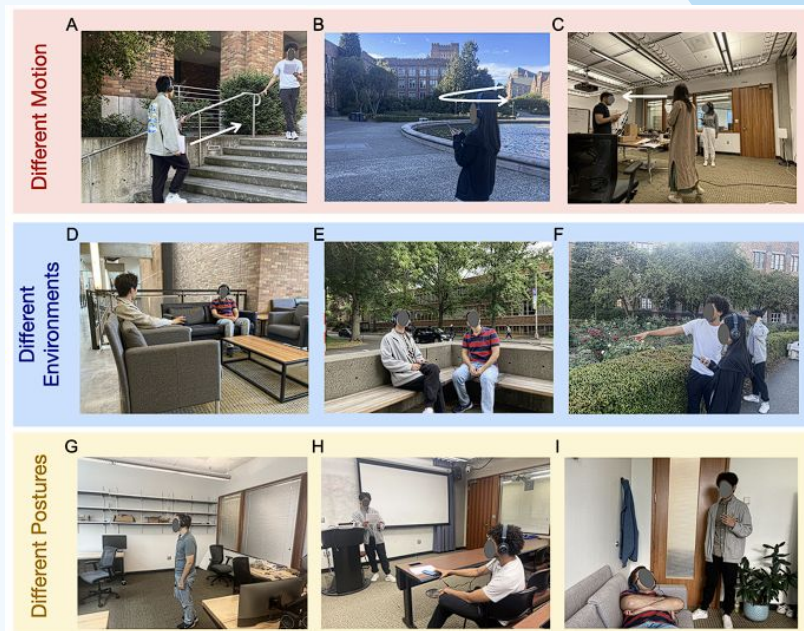 Different Motion
A
B
C
Different
Environments
D
E
F
Different Postures
G
H
I